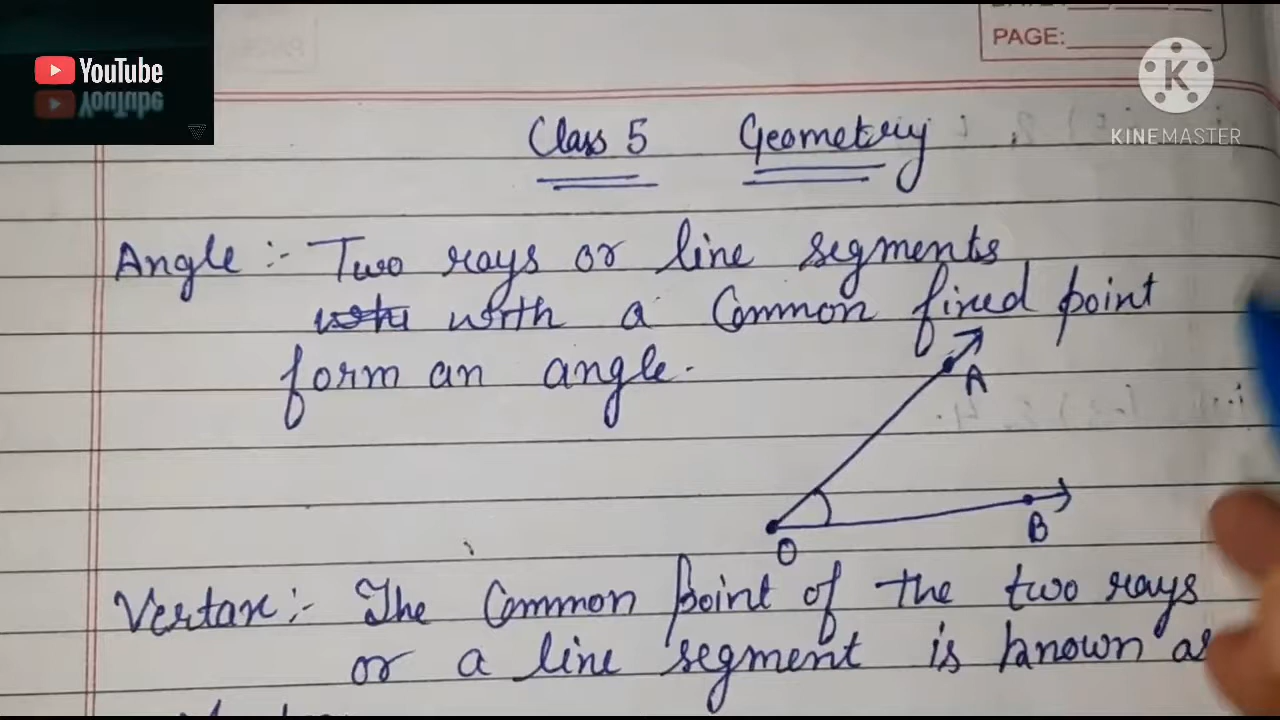 YouTube
PAGE:
KINEMASTER
Class 5 Geometry
Angle :- Two rays or line segments
with a Common fixed point
form an angle.
A
B
O
Vertax :- The Common point of the two rays
or a line segment is known as